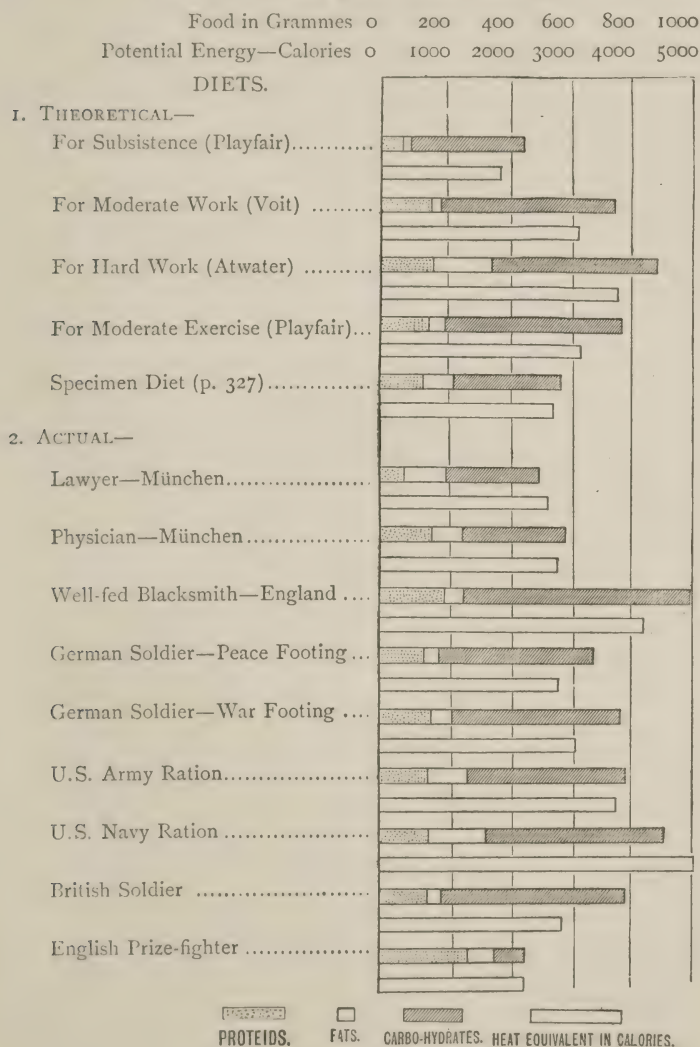 Food in Grammes 0 200 400 600 800 1000
Potential Energy—Calories 0 1000 2000 3000 4000 5000
DIETS.
1. THEORETICAL—
For Subsistence (Playfair)............
For Moderate Work (Voit) .........
For Hard Work (Atwater) ..........
For Moderate Exercise (Playfair)...
Specimen Diet (p. 327)...............
2. ACTUAL—
Lawyer—München.....................
Physician—München..................
Well-fed Blacksmith—England ....
German Soldier—Peace Footing...
German Soldier—War Footing ....
U.S. Army Ration......................
U.S. Navy Ration .....................
British Soldier .........................
English Prize-fighter ..................
PROTEIDS. FATS. CARBO-HYDRATES. HEAT EQUIVALENT IN CALORIES.